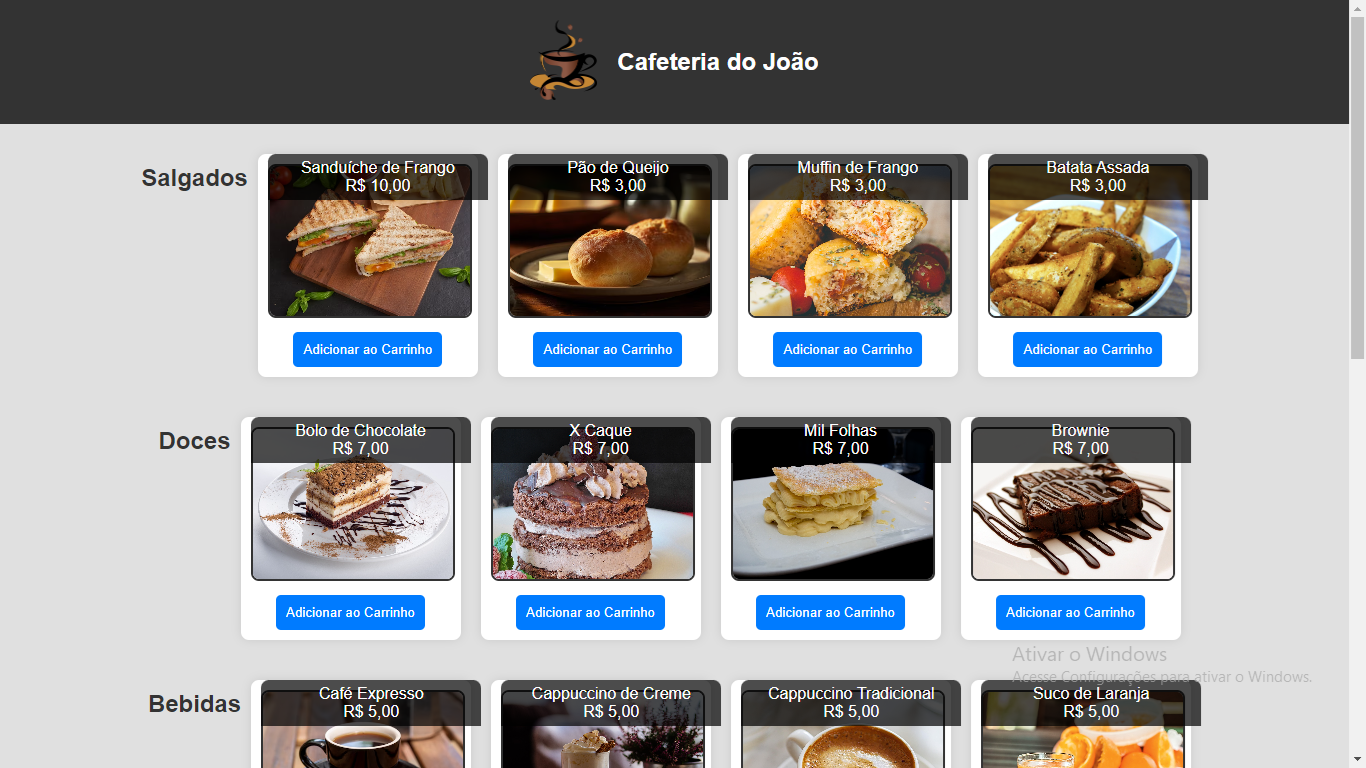 Cafeteria do João
Salgados
Sanduíche de Frango
R$ 10,00
Adicionar ao Carrinho
Pão de Queijo
R$ 3,00
Adicionar ao Carrinho
Muffin de Frango
R$ 3,00
Adicionar ao Carrinho
Batata Assada
R$ 3,00
Adicionar ao Carrinho
Doces
Bolo de Chocolate
R$ 7,00
Adicionar ao Carrinho
X Caque
R$ 7,00
Adicionar ao Carrinho
Mil Folhas
R$ 7,00
Adicionar ao Carrinho
Brownie
R$ 7,00
Adicionar ao Carrinho
Ativar o Windows
Acesse Configurações para ativar o Windows.
Bebidas
Café Expresso
R$ 5,00
Cappuccino de Creme
R$ 5,00
Cappuccino Tradicional
R$ 5,00
Suco de Laranja
R$ 5,00